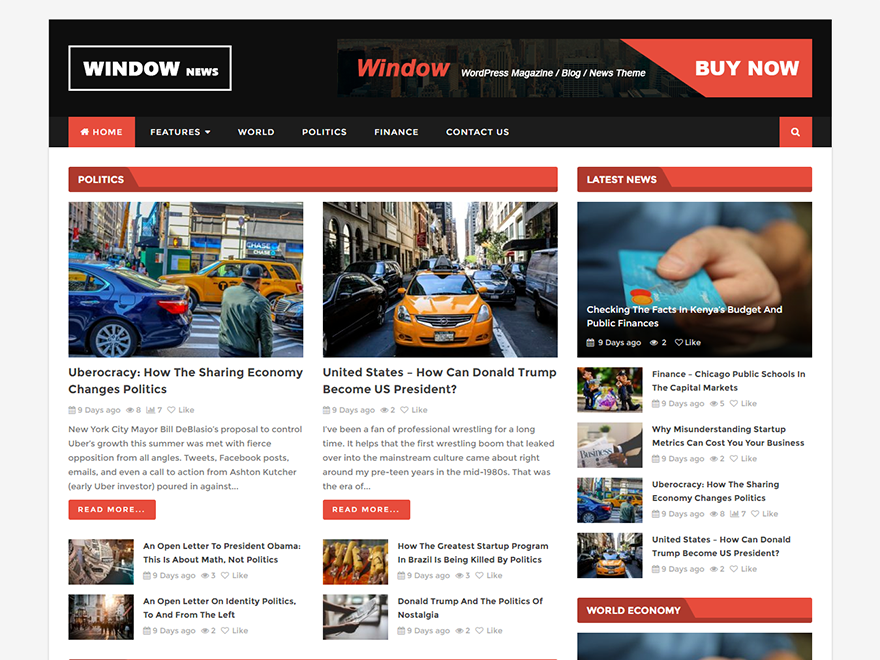 WINDOW NEWS
Window WordPress Magazine / Blog / News Theme BUY NOW
HOME FEATURES WORLD POLITICS FINANCE CONTACT US
POLITICS
CHASE
CHASE
Uberocracy: How The Sharing Economy
Changes Politics
9 Days ago 8 7 Like
New York City Mayor Bill DeBlasio's proposal to control
Uber's growth this summer was met with fierce
opposition from all angles. Tweets, Facebook posts,
emails, and even a call to action from Ashton Kutcher
(early Uber investor) poured in against...
READ MORE...
United States – How Can Donald Trump
Become US President?
9 Days ago 2 Like
I've been a fan of professional wrestling for a long
time. It helps that the first wrestling boom that leaked
over into the mainstream culture came about right
around my pre-teen years in the mid-1980s. That was
the era of...
READ MORE...
An Open Letter To President Obama:
This Is About Math, Not Politics
9 Days ago 3 Like
How The Greatest Startup Program
In Brazil Is Being Killed By Politics
9 Days ago 3 Like
An Open Letter On Identity Politics,
To And From The Left
9 Days ago 2 Like
Donald Trump And The Politics Of
Nostalgia
9 Days ago 2 Like
LATEST NEWS
Checking The Facts In Kenya's Budget And
Public Finances
9 Days ago 2 Like
Finance – Chicago Public Schools In
The Capital Markets
9 Days ago 5 Like
Business
Why Misunderstanding Startup
Metrics Can Cost You Your Business
9 Days ago 2 Like
Uberocracy: How The Sharing
Economy Changes Politics
9 Days ago 8 7 Like
United States – How Can Donald
Trump Become US President?
9 Days ago 2 Like
WORLD ECONOMY